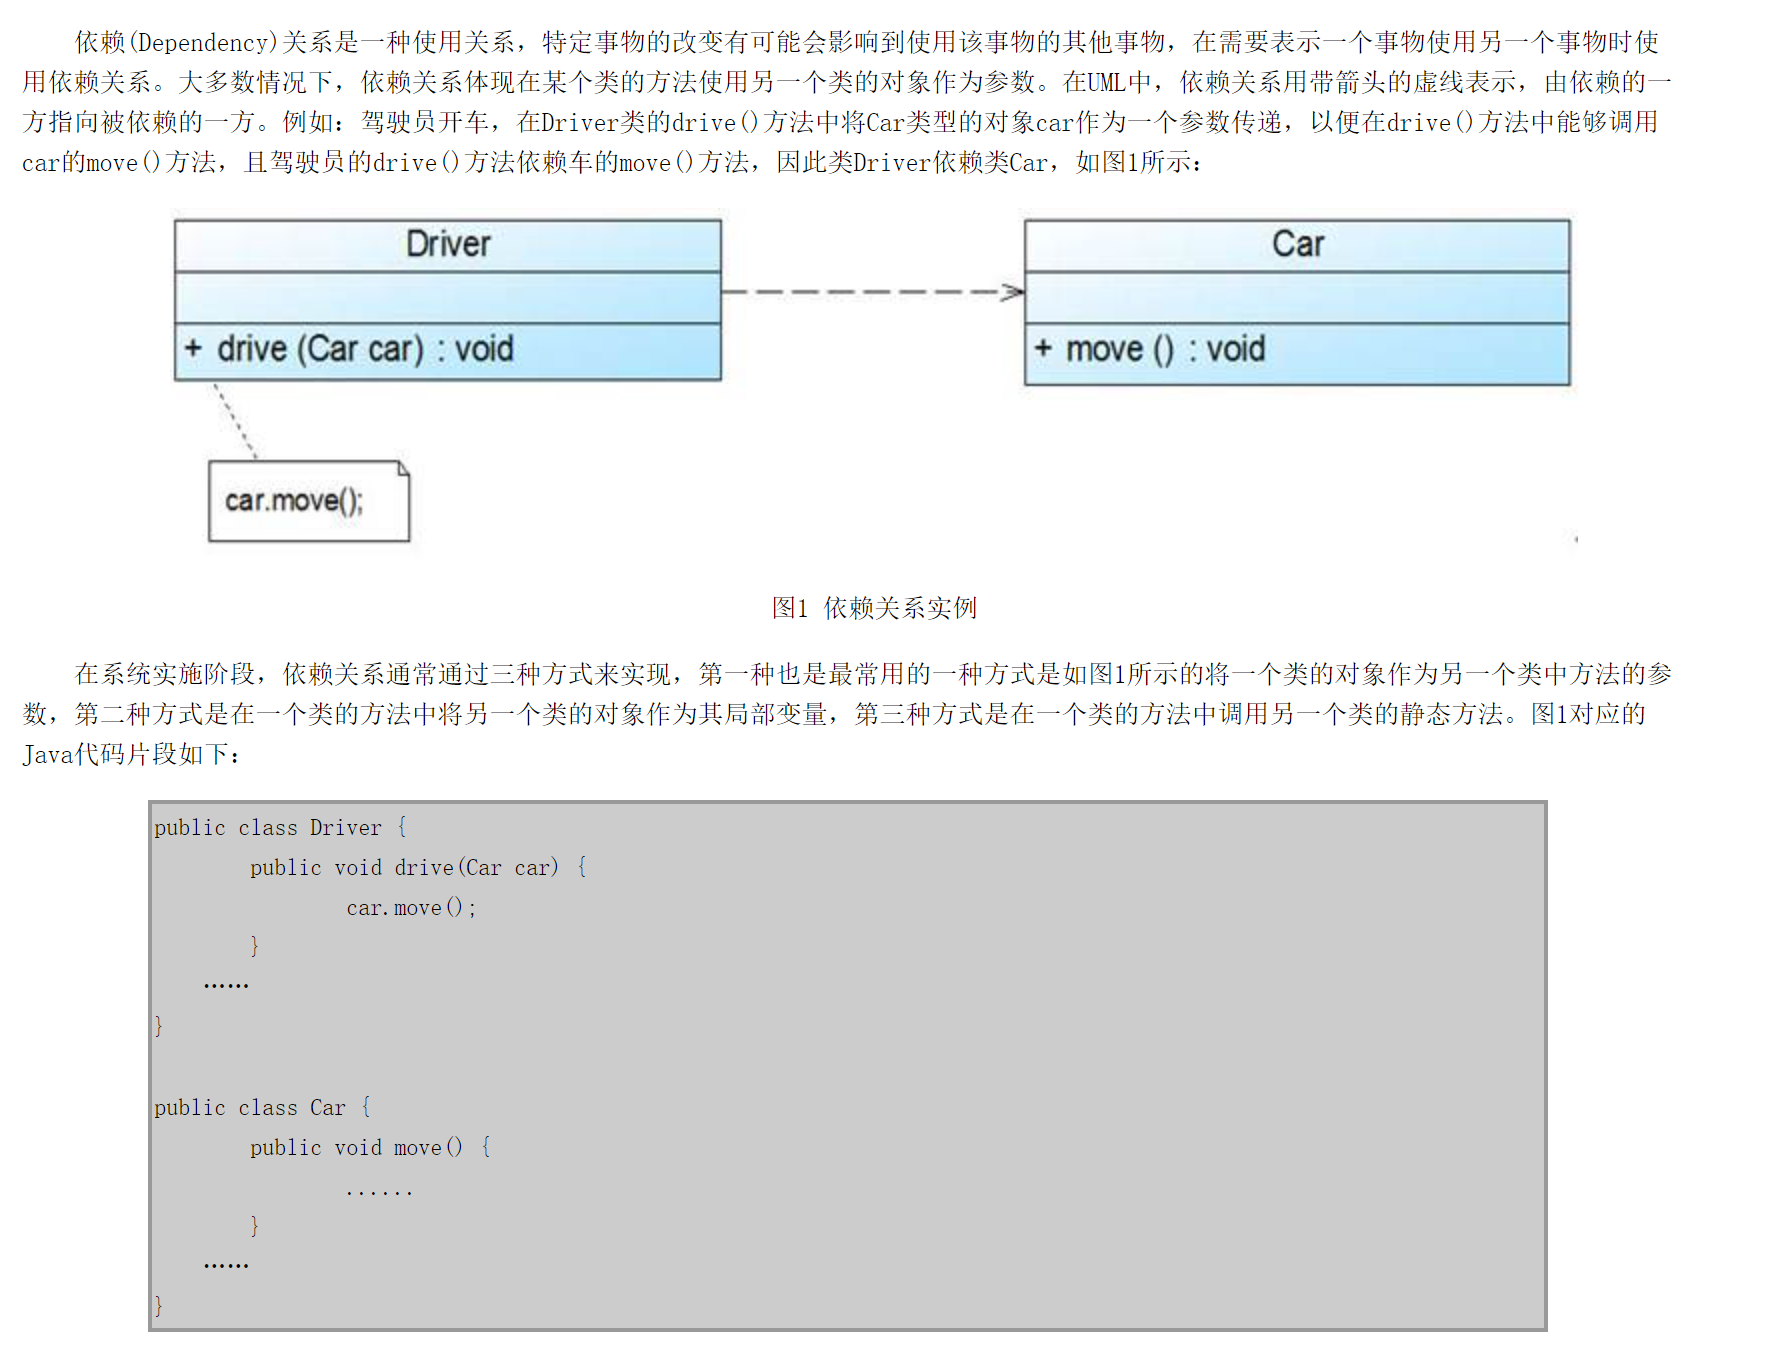 依赖(Dependency)关系是一种使用关系，特定事物的改变有可能会影响到使用该事物的其他事物，在需要表示一个事物使用另一个事物时使
用依赖关系。大多数情况下，依赖关系体现在某个类的方法使用另一个类的对象作为参数。在UML中，依赖关系用带箭头的虚线表示，由依赖的一
方指向被依赖的一方。例如：驾驶员开车，在Driver类的drive()方法中将Car类型的对象car作为一个参数传递，以便在drive()方法中能够调用
car的move()方法，且驾驶员的drive()方法依赖车的move()方法，因此类Driver依赖类Car，如图1所示：
Driver
+ drive (Car car) : void
Car
+ move () : void
car.move();
图1 依赖关系实例
在系统实施阶段，依赖关系通常通过三种方式来实现，第一种也是最常用的一种方式是如图1所示的将一个类的对象作为另一个类中方法的参
数，第二种方式是在一个类的方法中将另一个类的对象作为其局部变量，第三种方式是在一个类的方法中调用另一个类的静态方法。图1对应的
Java代码片段如下：
public class Driver {
public void drive(Car car) {
car.move();
}
……
}
public class Car {
public void move() {
......
}
……
}